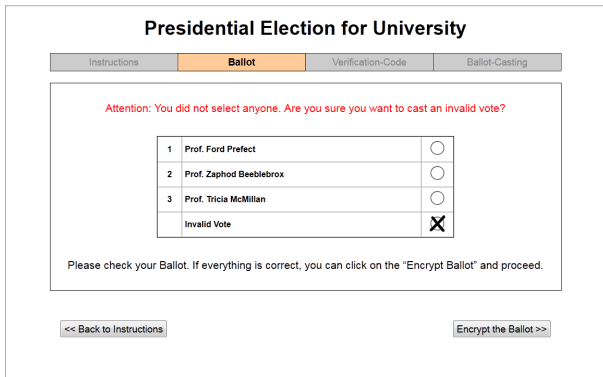 Presidential Election for University
Instructions Ballot Verification-Code Ballot-Casting
Attention: You did not select anyone. Are you sure you want to cast an invalid vote?
1 Prof. Ford Prefect
2 Prof. Zaphod Beeblebrox
3 Prof. Tricia McMillan
Invalid Vote
Please check your Ballot. If everything is correct, you can click on the “Encrypt Ballot” and proceed.
<< Back to Instructions Encrypt the Ballot >>